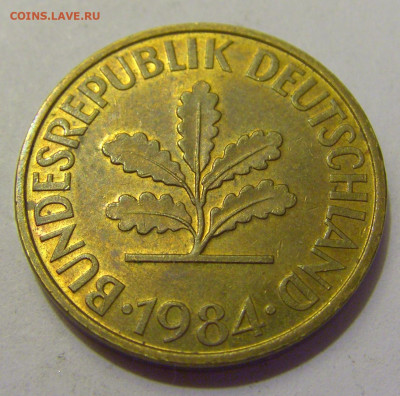 COINS.LAVE.RU
BUNDESREPUBLIK DEUTSCHLAND
· 1984 ·